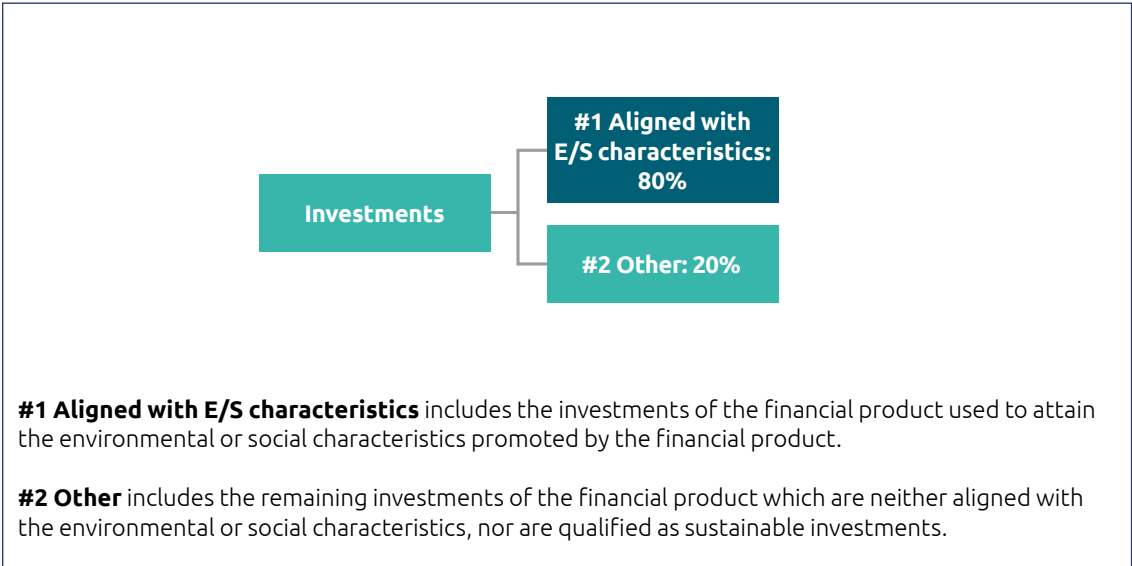 #1 Aligned with
E/S characteristics:
80%
Investments
#2 Other: 20%
#1 Aligned with E/S characteristics includes the investments of the financial product used to attain
the environmental or social characteristics promoted by the financial product.
#2 Other includes the remaining investments of the financial product which are neither aligned with
the environmental or social characteristics, nor are qualified as sustainable investments.